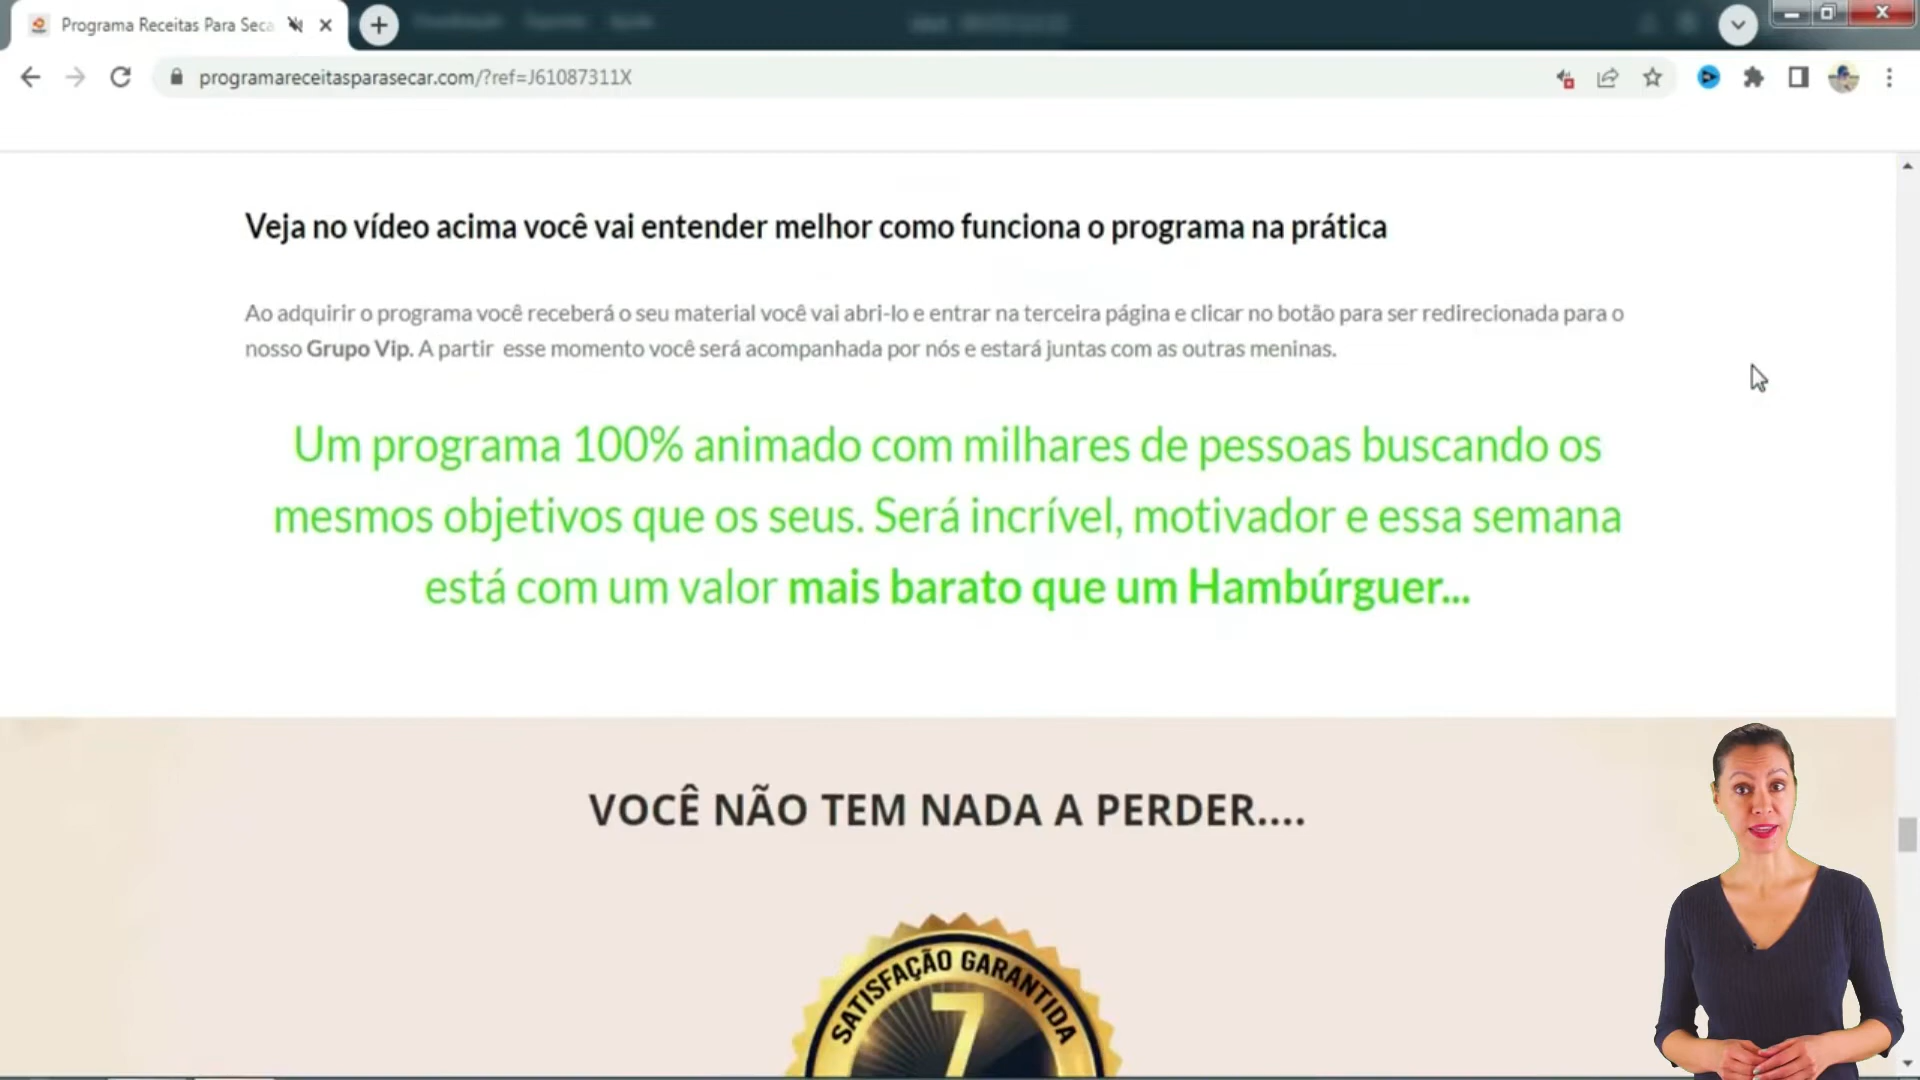 Programa Receitas Para Seca
programareceitasparasecar.com/?ref=J61087311X
Veja no vídeo acima você vai entender melhor como funciona o programa na prática
Ao adquirir o programa você receberá o seu material você vai abri-lo e entrar na terceira página e clicar no botão para ser redirecionada para o
nosso Grupo Vip. A partir esse momento você será acompanhada por nós e estará juntas com as outras meninas.
Um programa 100% animado com milhares de pessoas buscando os
mesmos objetivos que os seus. Será incrível, motivador e essa semana
está com um valor mais barato que um Hambúrguer...
VOCÊ NÃO TEM NADA A PERDER....
SATISFAÇÃO GARANTIDA
7